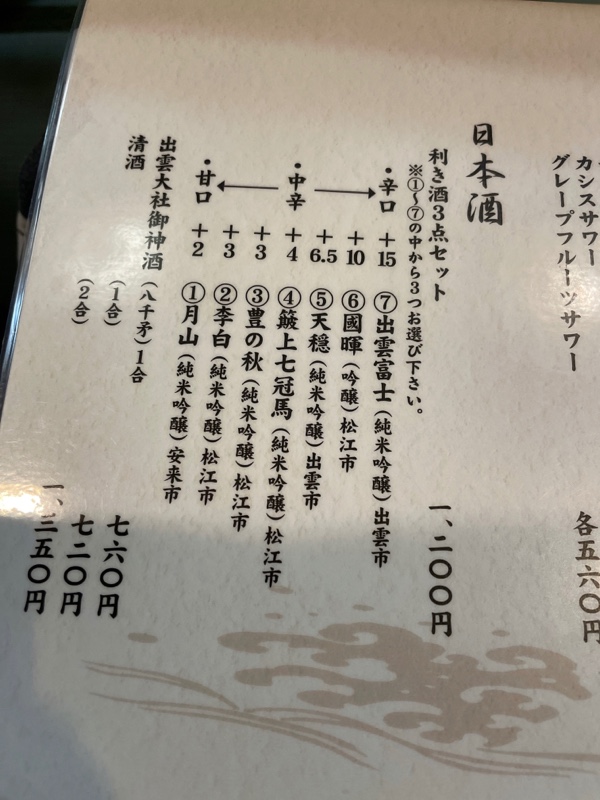 カシスサワー
グレープフルーツサワー
各五六〇円
日本酒
利き酒3点セット 一、二〇〇円
※①〜⑦の中から3つお選び下さい。
・辛口 +15 ⑦出雲富士(純米吟醸)出雲市
+10 ⑥國暉(吟醸)松江市
+6.5 ⑤天穏(純米吟醸)出雲市
・中辛 +4 ④簸上七冠馬(純米吟醸)松江市
+3 ③豊の秋(純米吟醸)松江市
+3 ②李白(純米吟醸)松江市
・甘口 +2 ①月山(純米吟醸)安来市
出雲大社御神酒(八千矛)1合 七六〇円
清酒 (1合) 七二〇円
(2合) 一、三五〇円